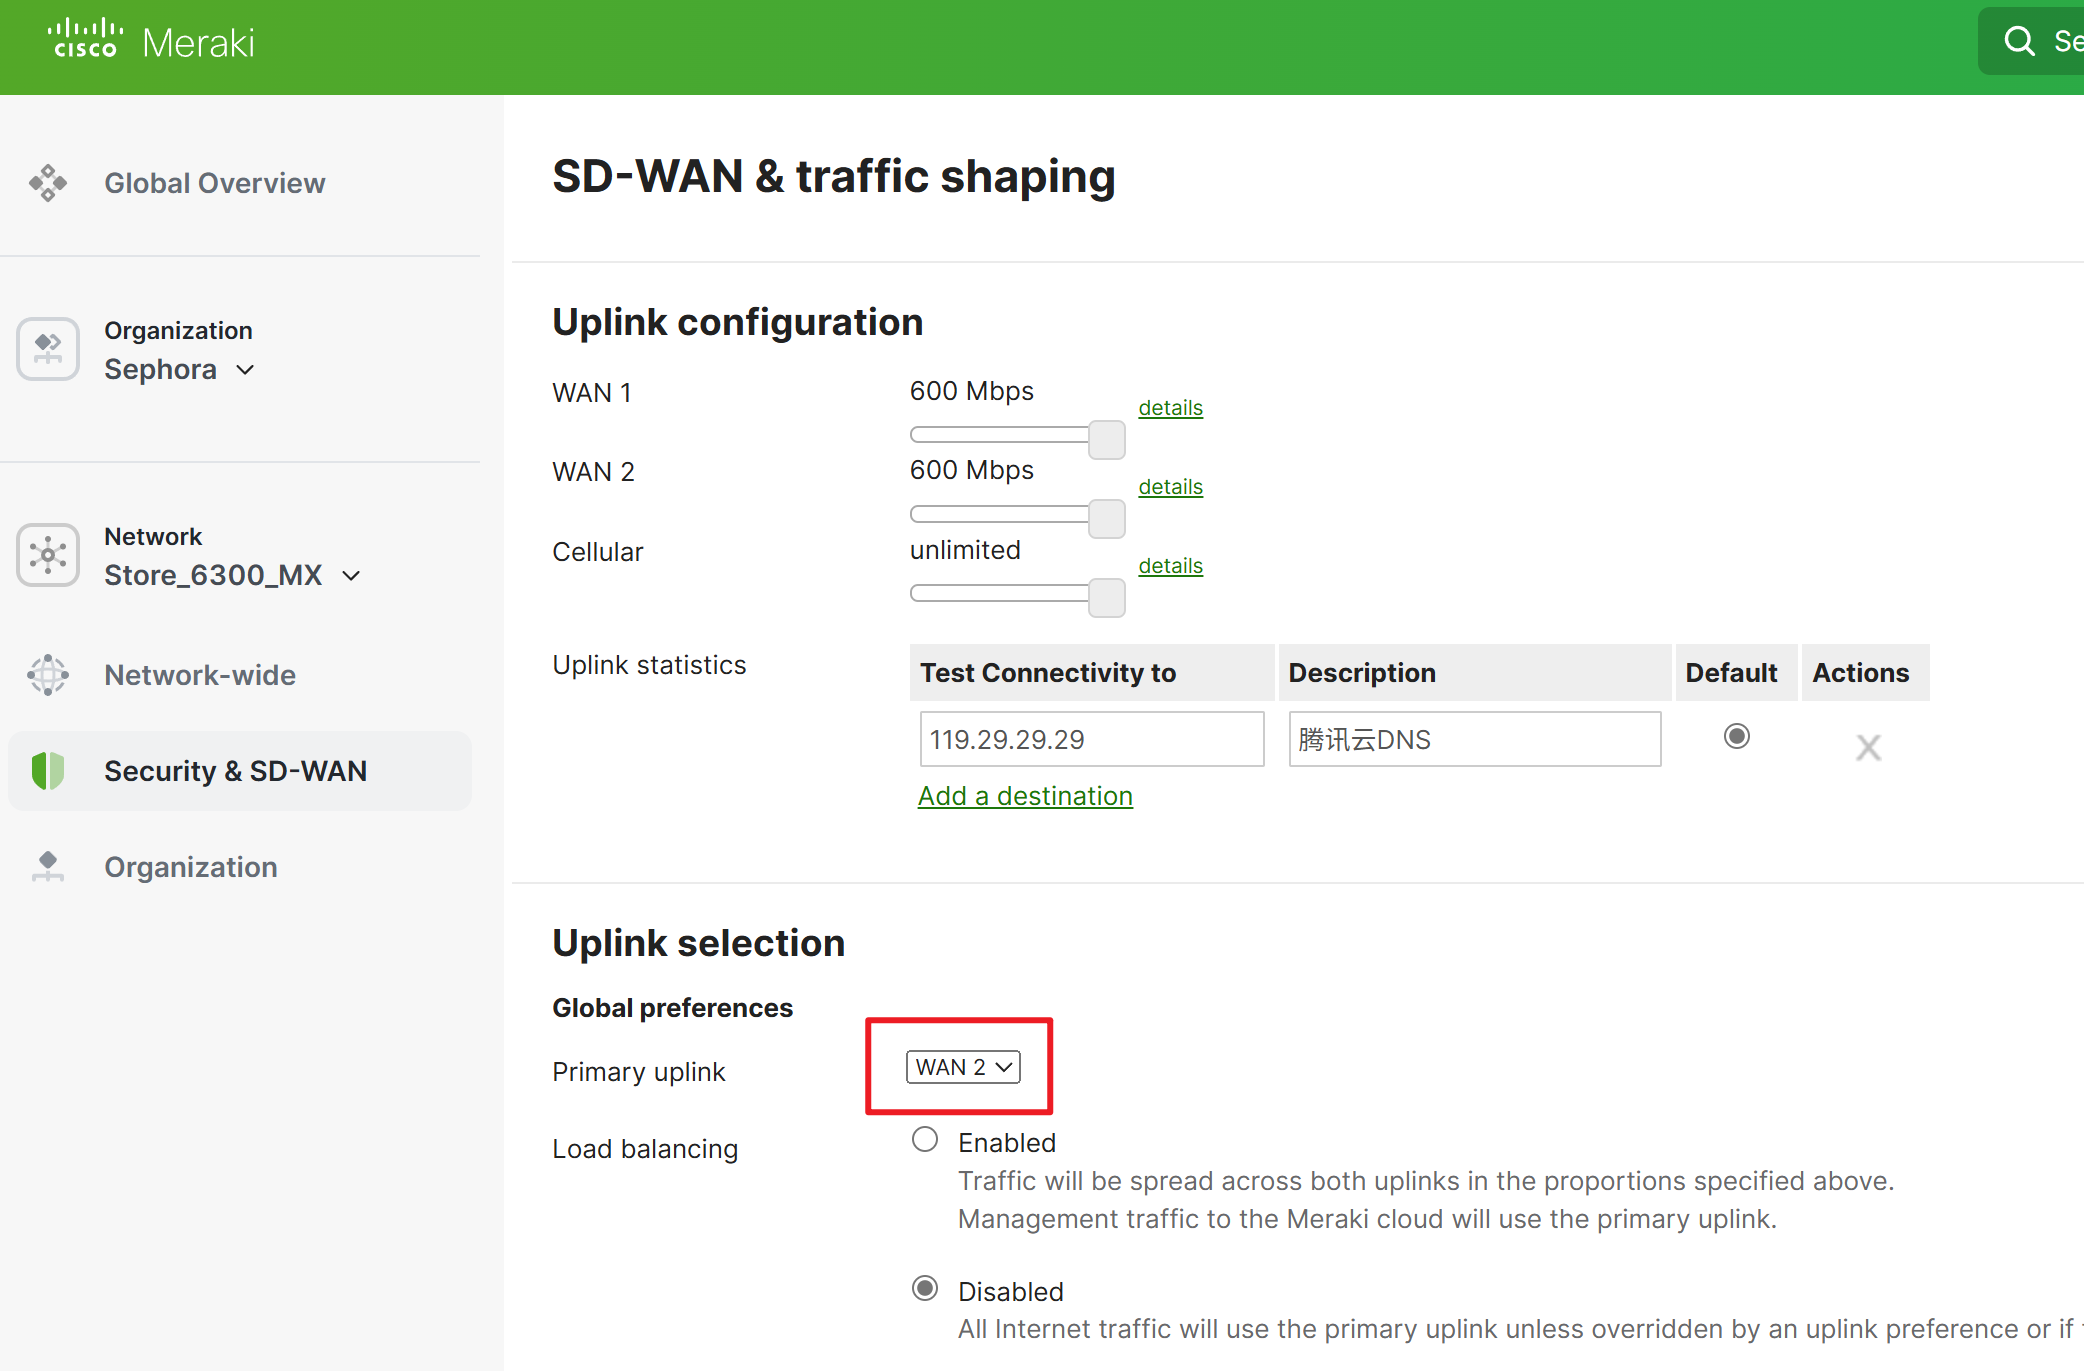 CISCO Meraki
Se
Global Overview
Organization
Sephora
Network
Store_6300_MX
Network-wide
Security & SD-WAN
Organization
SD-WAN & traffic shaping
Uplink configuration
WAN 1
600 Mbps
details
WAN 2
600 Mbps
details
Cellular
unlimited
details
Uplink statistics
Test Connectivity to Description Default Actions
119.29.29.29 腾讯云DNS X
Add a destination
Uplink selection
Global preferences
Primary uplink WAN 2
Load balancing Enabled
Traffic will be spread across both uplinks in the proportions specified above.
Management traffic to the Meraki cloud will use the primary uplink.
Disabled
All Internet traffic will use the primary uplink unless overridden by an uplink preference or if